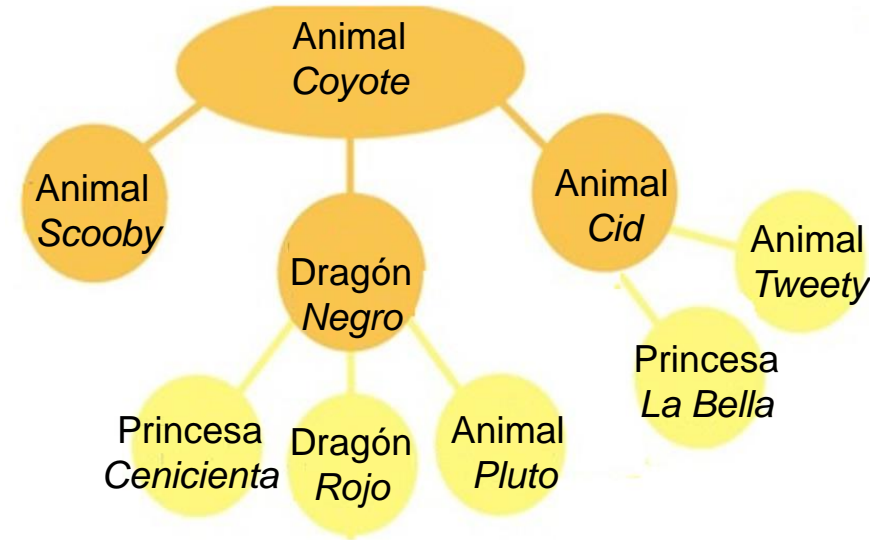 Animal
Coyote
Animal
Scooby
Dragón
Negro
Animal
Cid
Animal
Tweety
Princesa
Cenicienta
Dragón
Rojo
Animal
Pluto
Princesa
La Bella